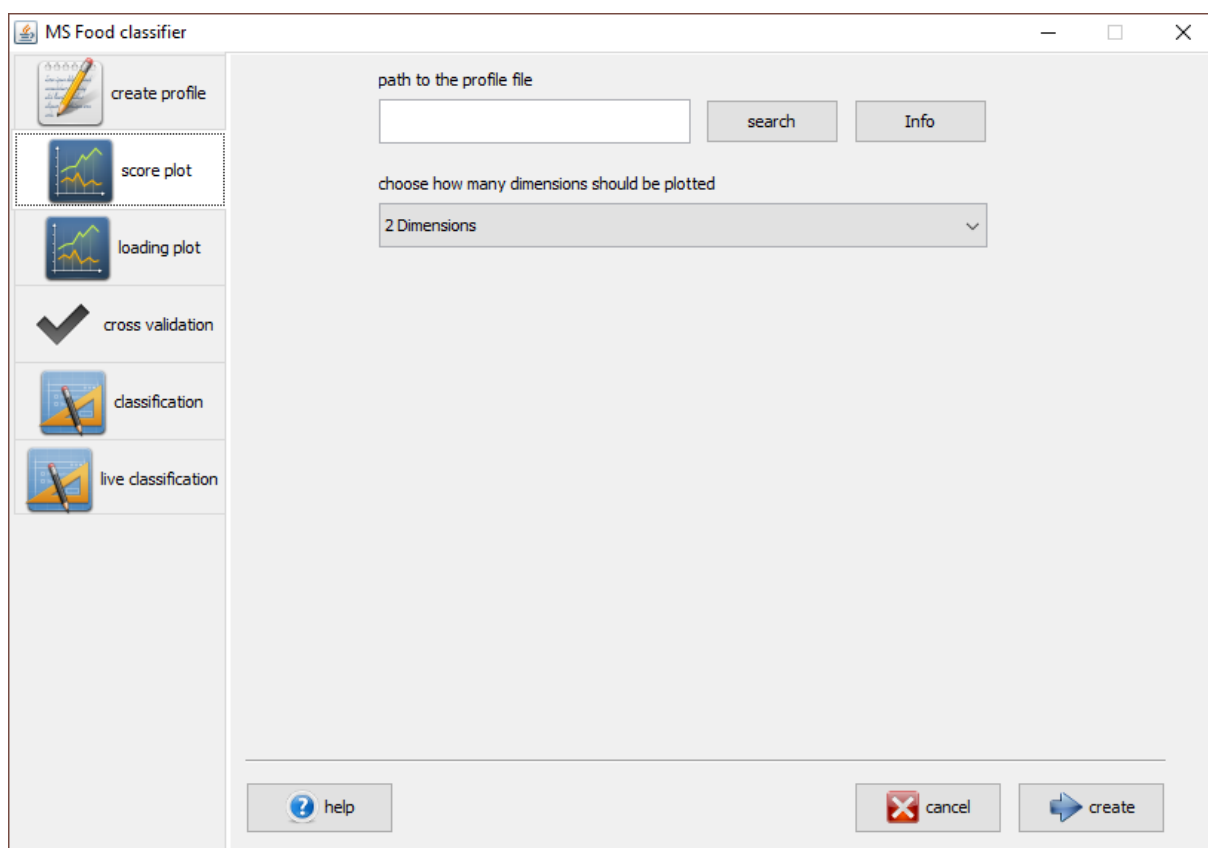 MS Food classifier
create profile
score plot
loading plot
cross validation
classification
live classification
path to the profile file
search
Info
choose how many dimensions should be plotted
2 Dimensions
help
cancel
create